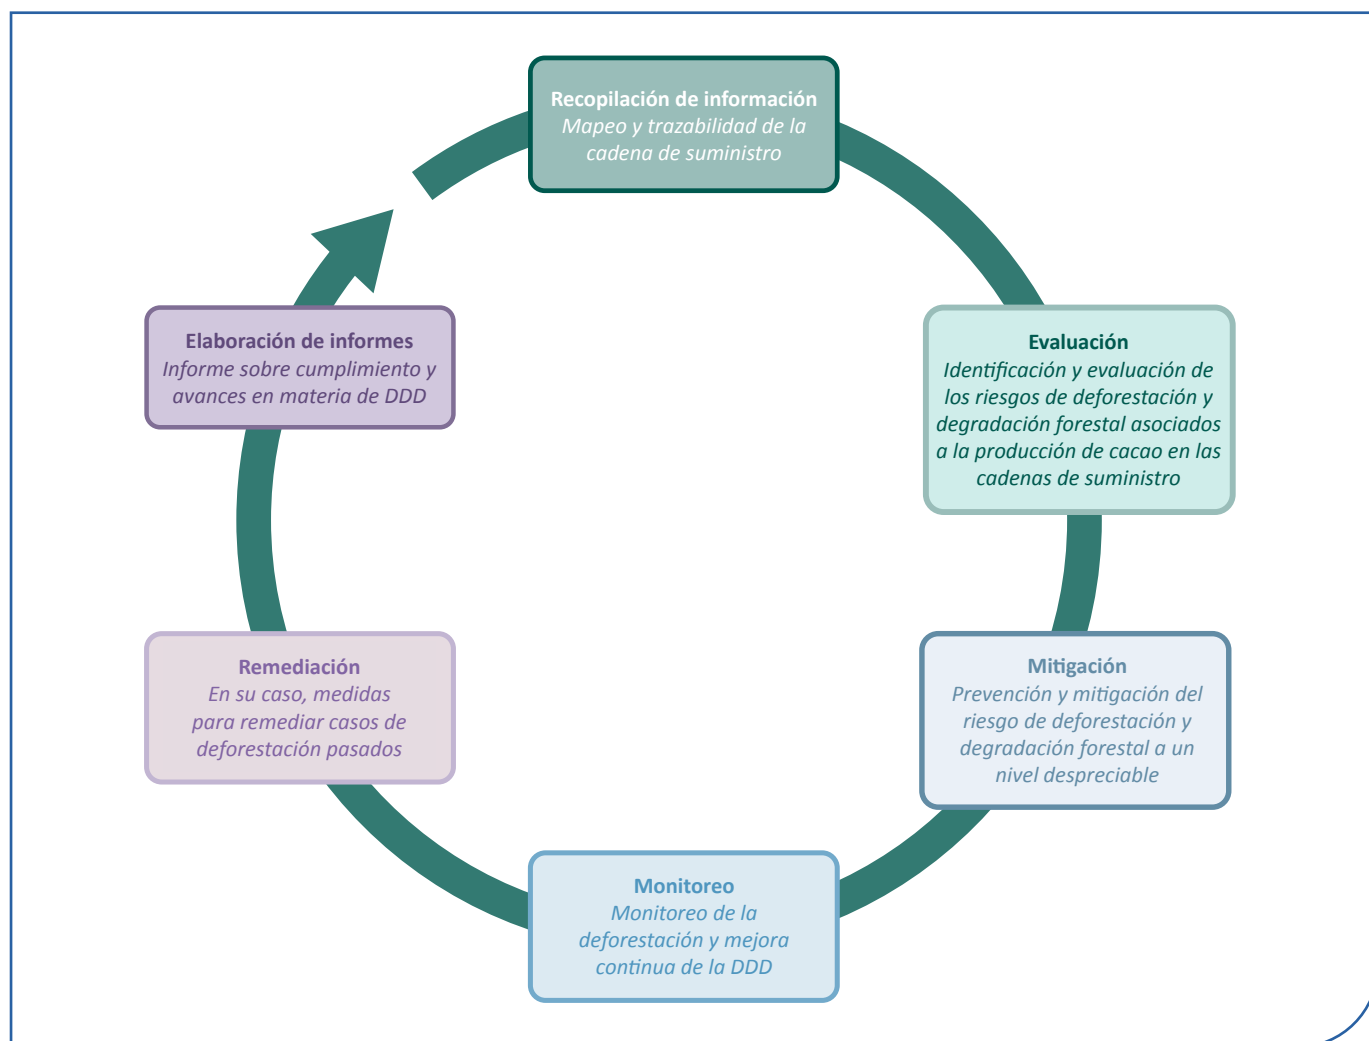 Recopilación de información
Mapeo y trazabilidad de la
cadena de suministro
Evaluación
Identificación y evaluación de
los riesgos de deforestación y
degradación forestal asociados
a la producción de cacao en las
cadenas de suministro
Mitigación
Prevención y mitigación del
riesgo de deforestación y
degradación forestal a un
nivel despreciable
Monitoreo
Monitoreo de la
deforestación y mejora
continua de la DDD
Remediación
En su caso, medidas
para remediar casos de
deforestación pasados
Elaboración de informes
Informe sobre cumplimiento y
avances en materia de DDD